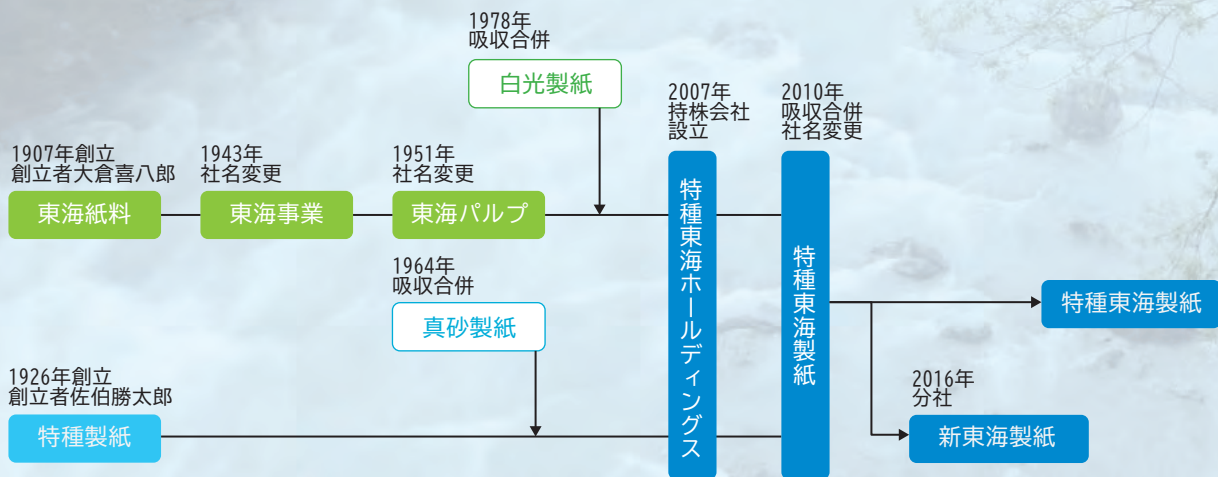 1978年
吸収合併
白光製紙
2007年
持株会社
設立
2010年
吸収合併
社名変更
1907年創立
創立者大倉喜八郎
東海紙料
1943年
社名変更
東海事業
1951年
社名変更
東海パルプ
1964年
吸収合併
真砂製紙
1926年創立
創立者佐伯勝太郎
特種製紙
特種東海ホールディングス
特種東海製紙
特種東海製紙
2016年
分社
新東海製紙